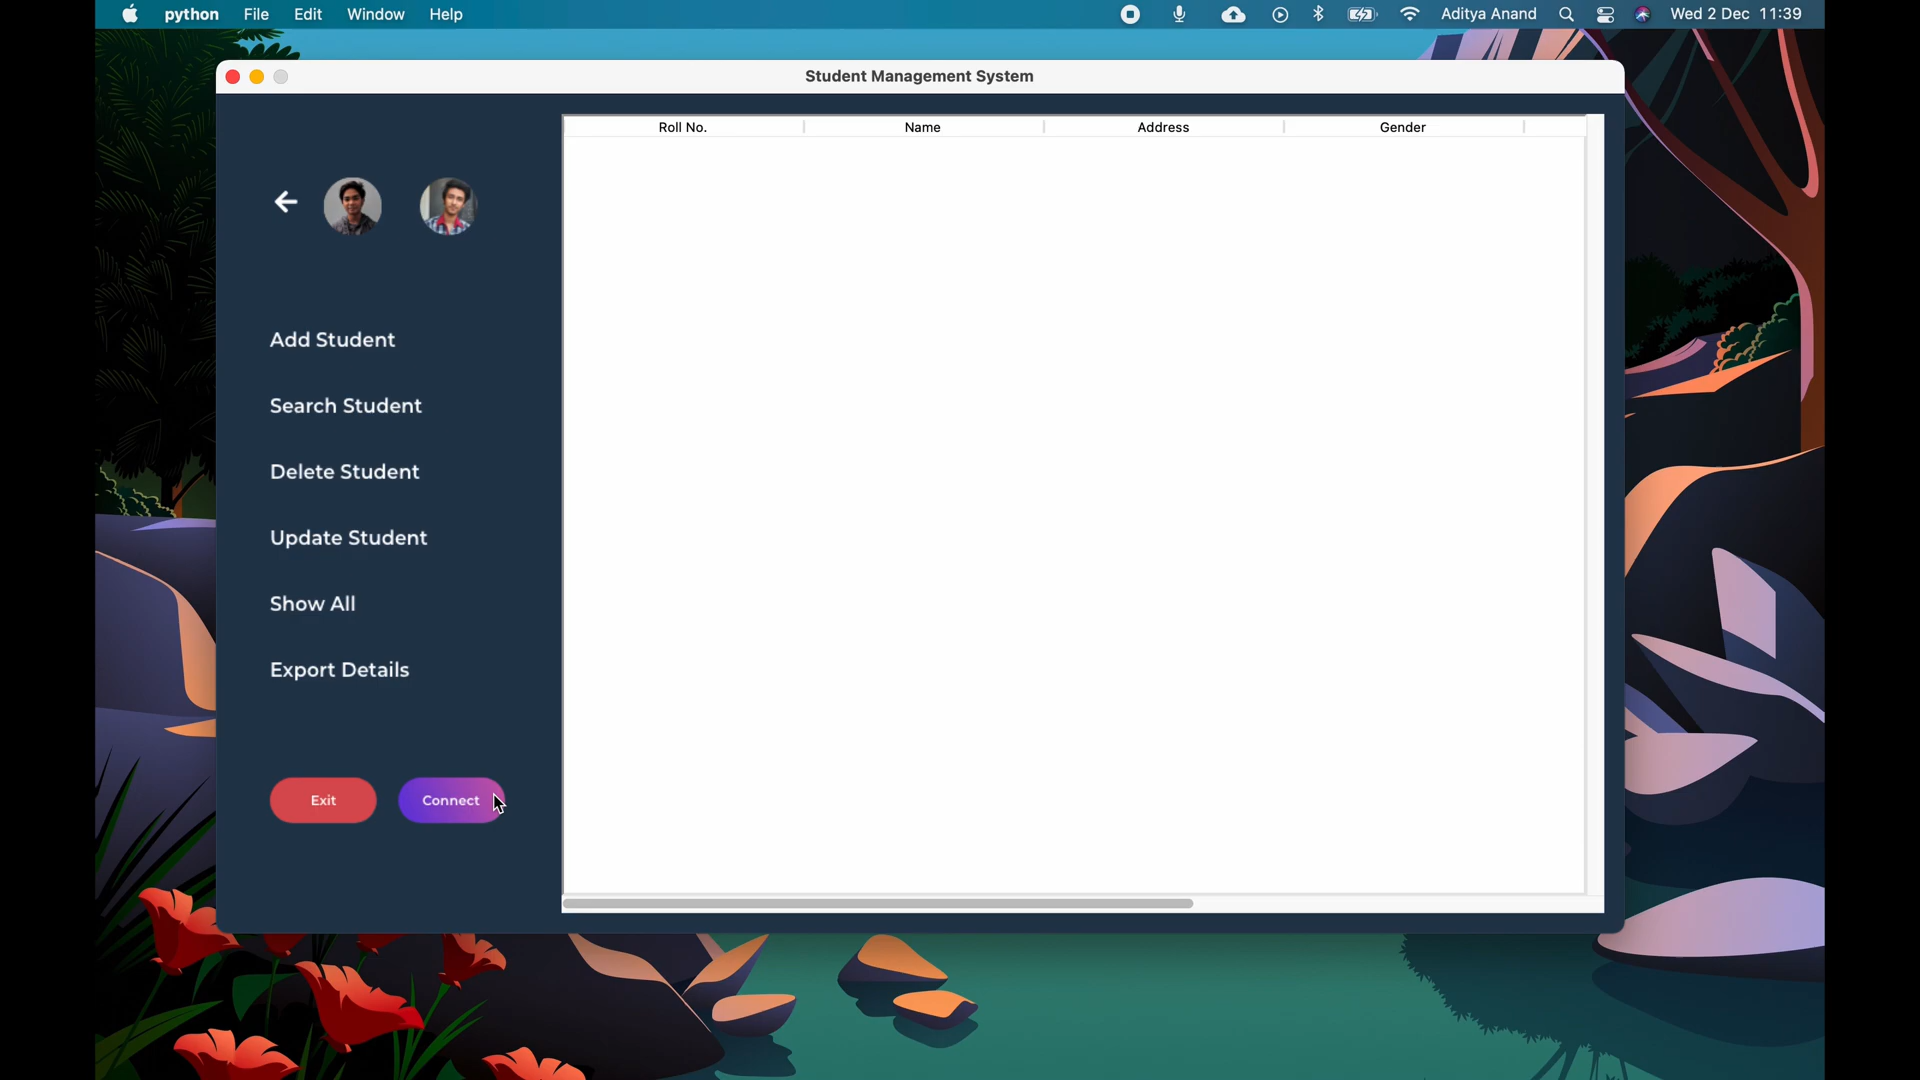 python File Edit Window Help Aditya Anand Wed 2 Dec 11:39
Student Management System
Roll No. Name Address Gender
Add Student
Search Student
Delete Student
Update Student
Show All
Export Details
Exit Connect